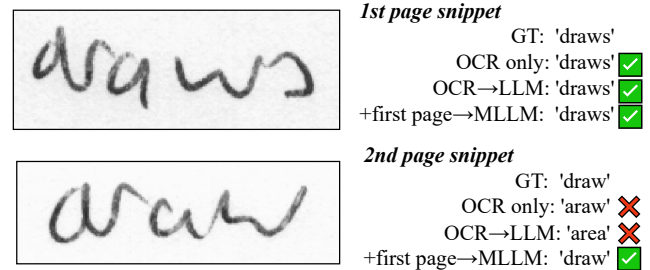 draws
1st page snippet
GT: 'draws'
OCR only: 'draws' ✅
OCR→LLM: 'draws' ✅
+first page→MLLM: 'draws' ✅
draw
2nd page snippet
GT: 'draw'
OCR only: 'araw' ❌
OCR→LLM: 'area' ❌
+first page→MLLM: 'draw' ✅